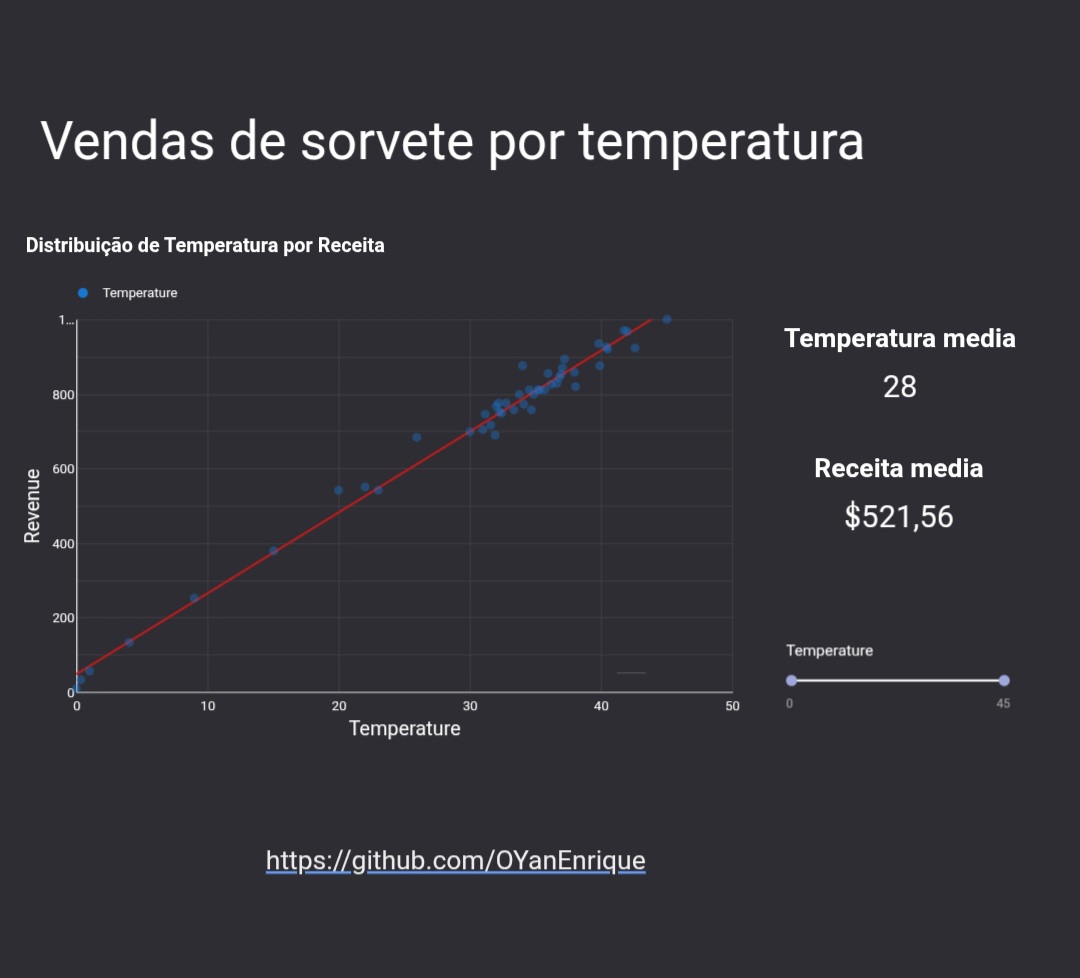 Vendas de sorvete por temperatura
Distribuição de Temperatura por Receita
Temperature
1...
800
600
400
200
0
Revenue
0 10 20 30 40 50
Temperature
Temperatura media
28
Receita media
$521,56
Temperature
0 45
https://github.com/OYanEnrique